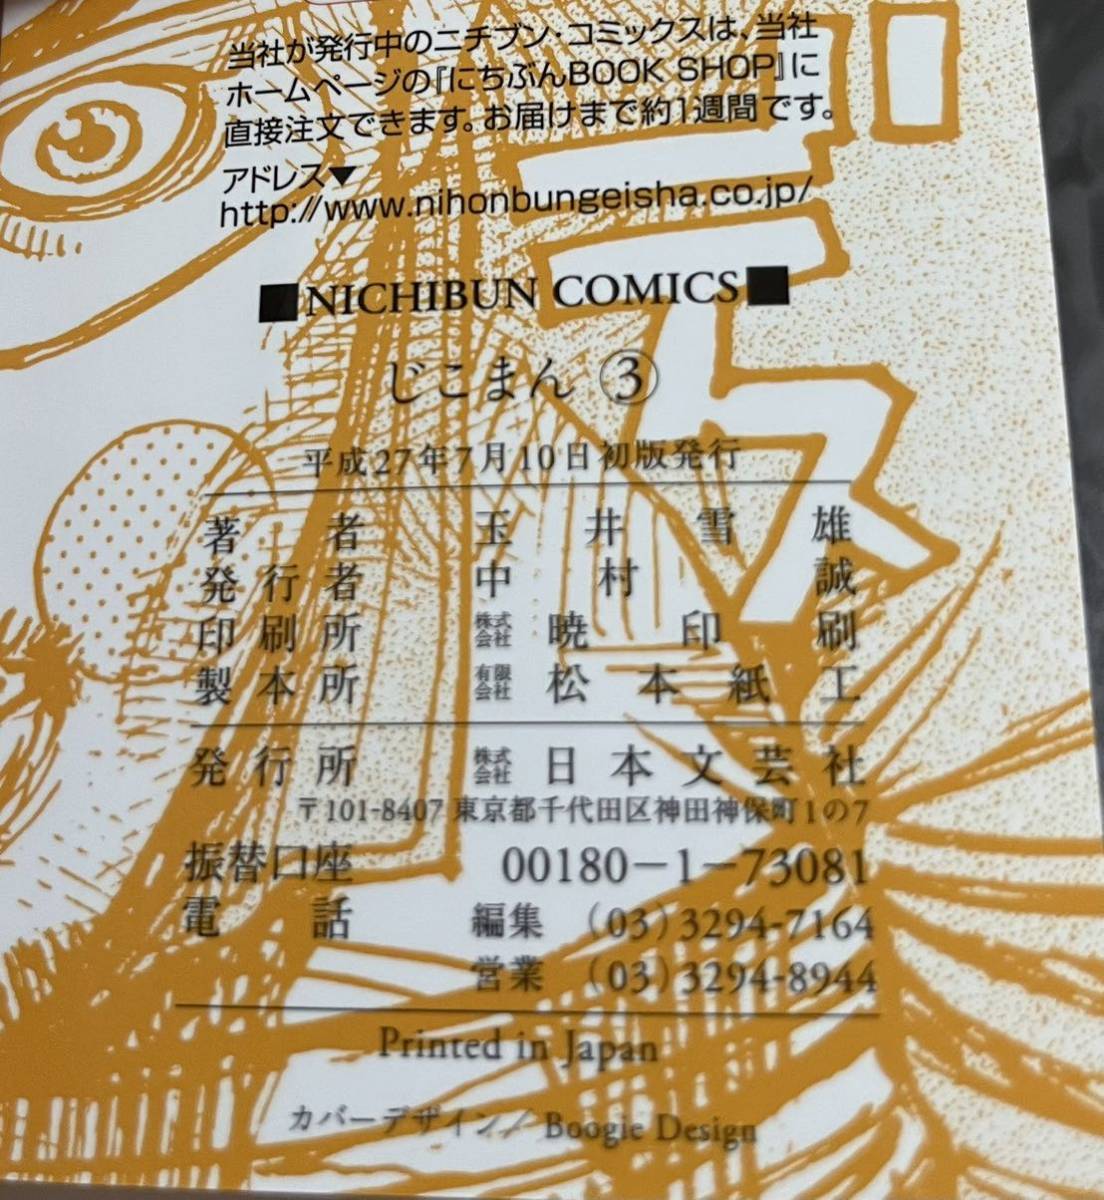 当社が発行中のニチブン・コミックスは、当社
ホームページの『にちぶんBOOK SHOP』に
直接注文できます。お届けまで約1週間です。
アドレス▼
http://www.nihonbungeisha.co.jp/
■NICHIBUN COMICS■
じこまん ③
平成27年7月10日初版発行
著者 玉井雪雄
発行者 中村誠
印刷所 株式会社 暁印刷
製本所 有限会社 松本紙工
発行所 株式会社 日本文芸社
〒101-8407 東京都千代田区神田神保町1の7
振替口座 00180－1－73081
電話 編集 (03)3294-7164
営業 (03)3294-8944
Printed in Japan
カバーデザイン／Boogie Design